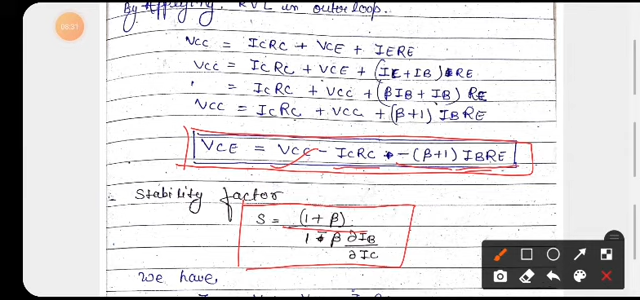 By Applying KVL in outer loop.
VCC = ICRC + VCE + IERE
VCC = ICRC + VCE + (IC + IB) RE
= ICRC + VCC + (βIB + IB) RE
VCC = ICRC + VCC + (β+1) IBRE
VCE = VCC - ICRC - (β+1) IBRE
Stability factor
S = (1 + β)
1 - β ∂IB
∂IC
We have,